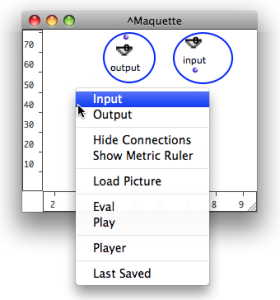 ^Maquette
70
60
50
40
30
20
10
output
input
Input
Output
Hide Connections
Show Metric Ruler
Load Picture
Eval
Play
Player
Last Saved
2
8
9